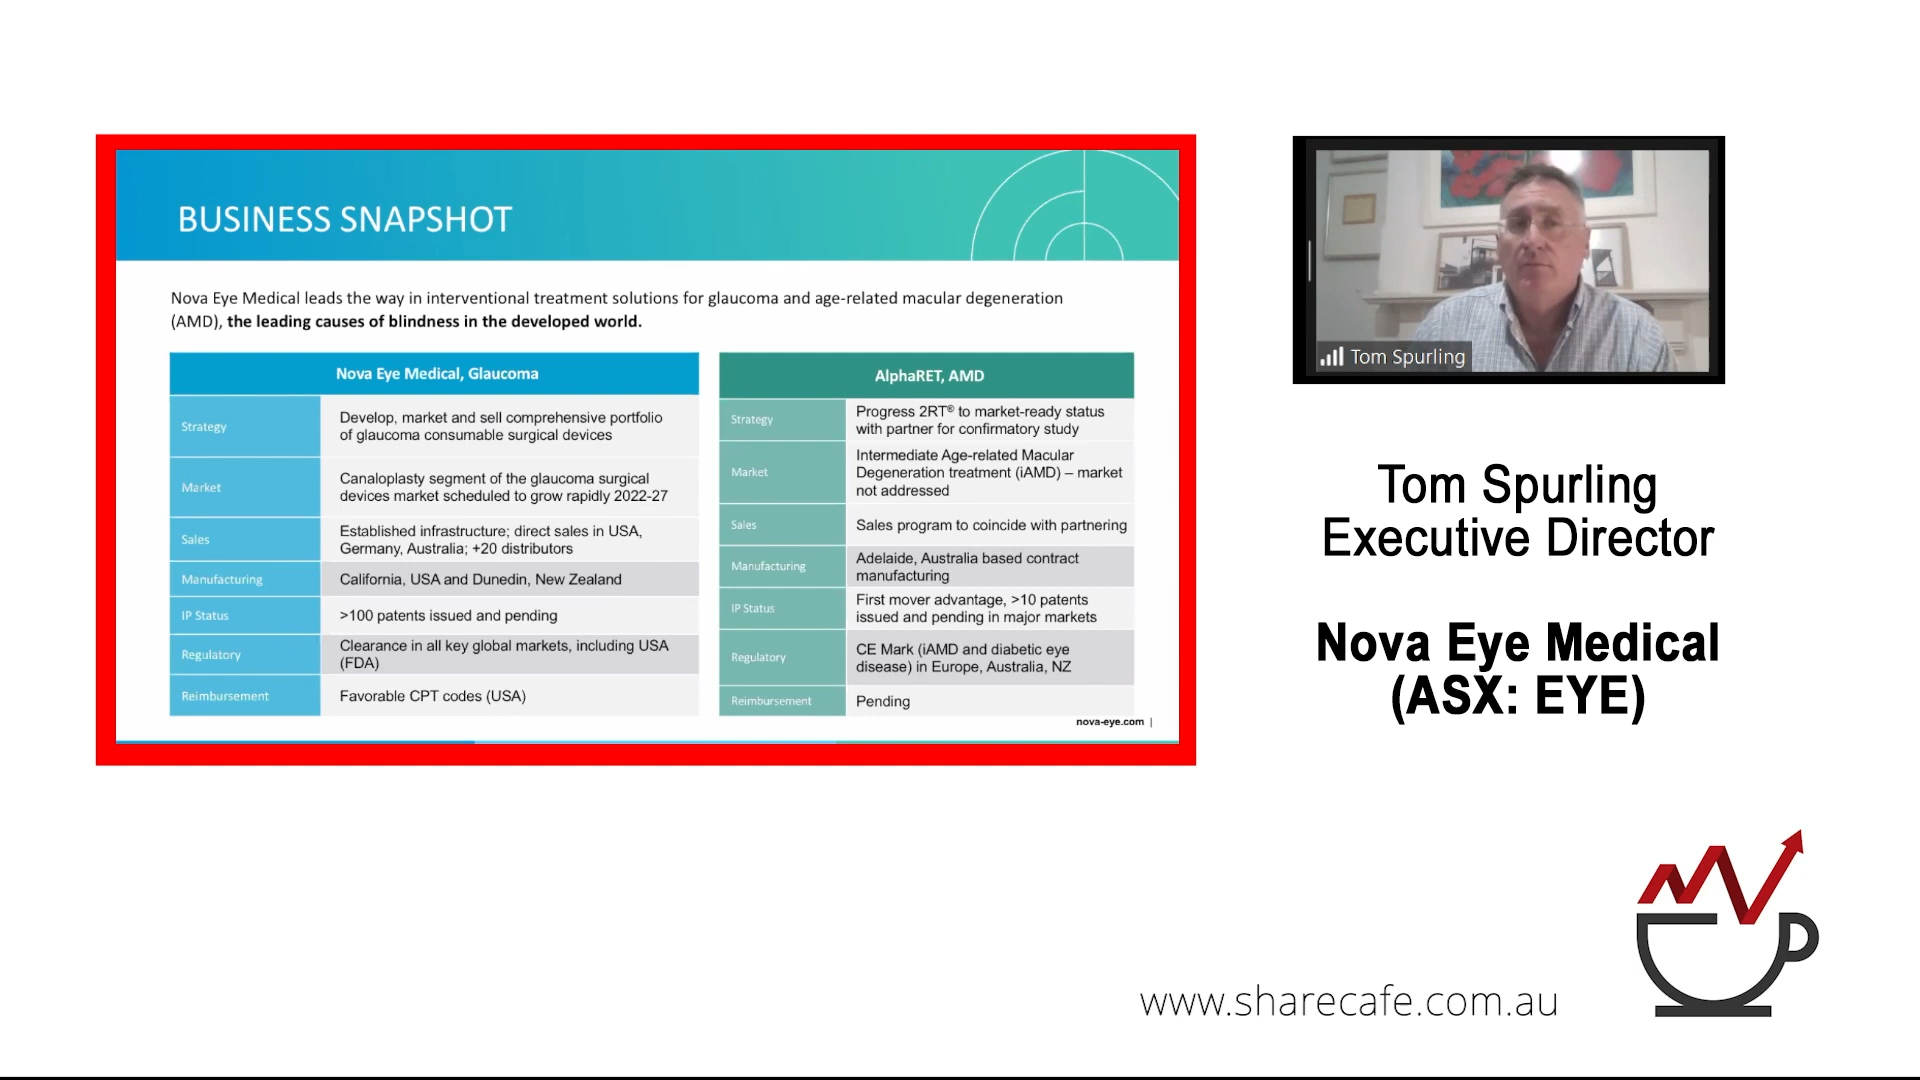 BUSINESS SNAPSHOT
Nova Eye Medical leads the way in interventional treatment solutions for glaucoma and age-related macular degeneration
(AMD), the leading causes of blindness in the developed world.
Nova Eye Medical, Glaucoma
Strategy
Develop, market and sell comprehensive portfolio
of glaucoma consumable surgical devices
Market
Canaloplasty segment of the glaucoma surgical
devices market scheduled to grow rapidly 2022-27
Sales
Established infrastructure; direct sales in USA,
Germany, Australia; +20 distributors
Manufacturing
California, USA and Dunedin, New Zealand
IP Status
>100 patents issued and pending
Regulatory
Clearance in all key global markets, including USA
(FDA)
Reimbursement
Favorable CPT codes (USA)
AlphaRET, AMD
Strategy
Progress 2RT® to market-ready status
with partner for confirmatory study
Market
Intermediate Age-related Macular
Degeneration treatment (iAMD) – market
not addressed
Sales
Sales program to coincide with partnering
Manufacturing
Adelaide, Australia based contract
manufacturing
IP Status
First mover advantage, >10 patents
issued and pending in major markets
Regulatory
CE Mark (iAMD and diabetic eye
disease) in Europe, Australia, NZ
Reimbursement
Pending
nova-eye.com |
Tom Spurling
Tom Spurling
Executive Director
Nova Eye Medical
(ASX: EYE)
www.sharecafe.com.au